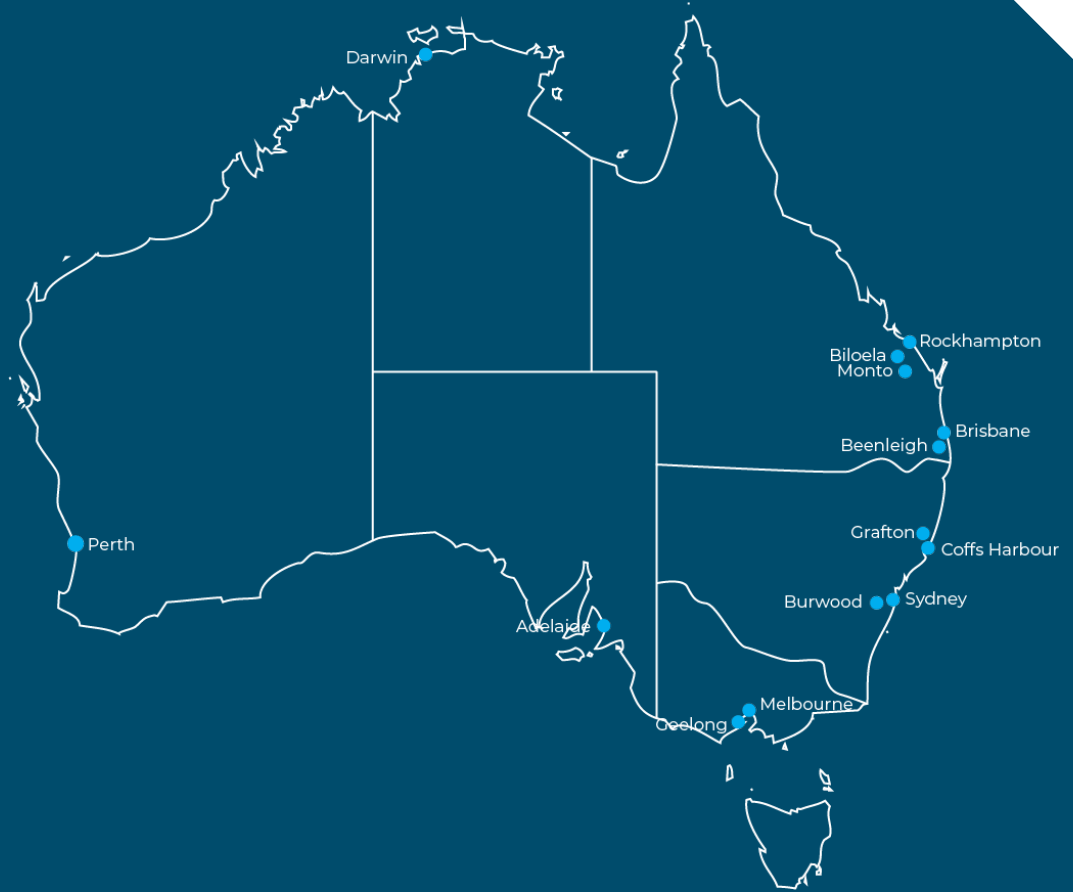 Darwin
Rockhampton
Biloela
Monto
Brisbane
Beenleigh
Grafton
Perth
Coffs Harbour
Sydney
Burwood
Adelaide
Melbourne
Geelong